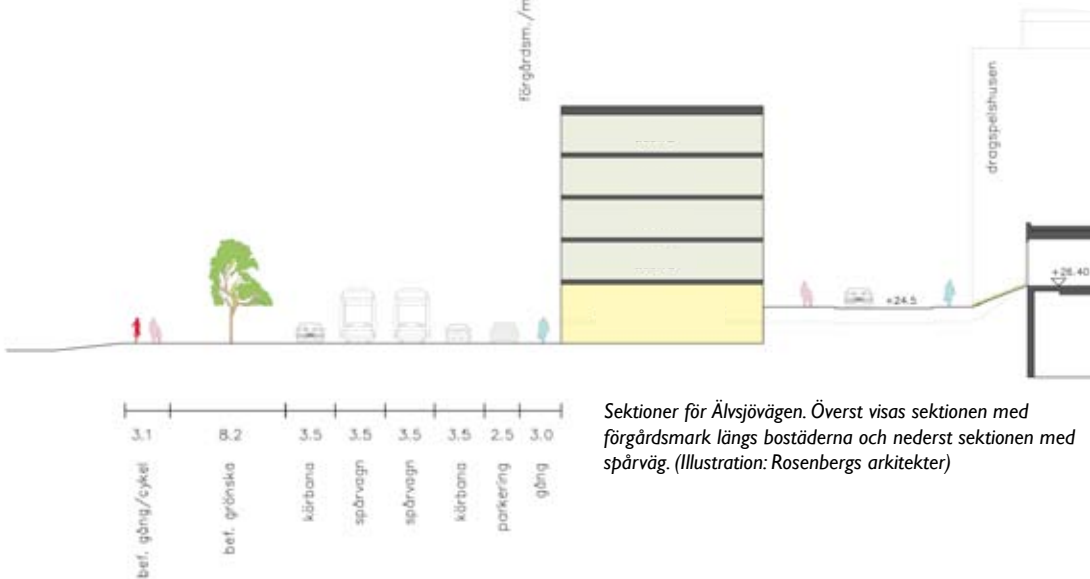 förgårdsm./m
dragspelshusen
+26.40
+24.5
3.1 8.2 3.5 3.5 3.5 3.5 2.5 3.0
bef. gång/cykel
bef. grönska
körbana
spårvagn
spårvagn
körbana
parkering
gång
Sektioner för Älvsjövägen. Överst visas sektionen med
förgårdsmark längs bostäderna och nederst sektionen med
spårväg. (Illustration: Rosenbergs arkitekter)